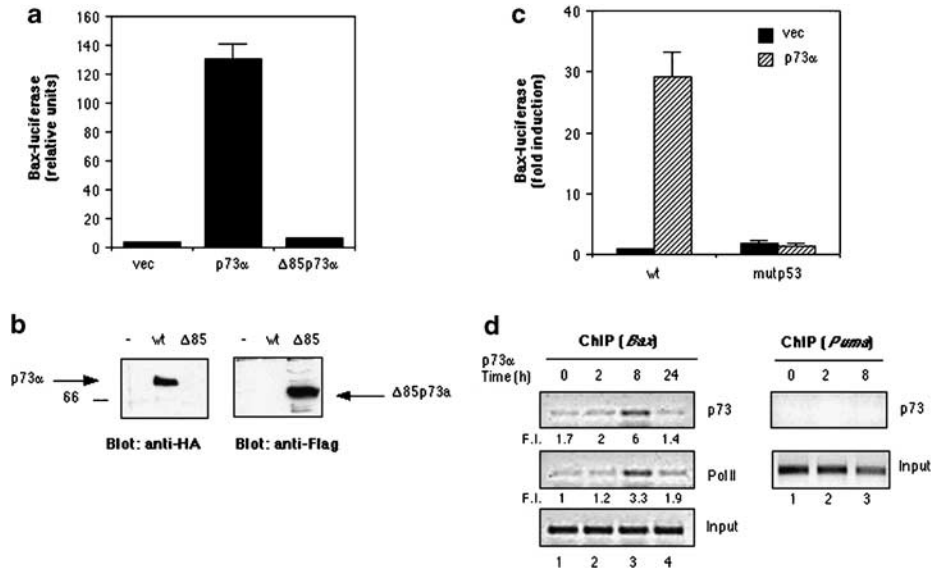 a
Bax-luciferase
(relative units)
160
140
120
100
80
60
40
20
0
vec p73α Δ85p73α
b
- wt Δ85
- wt Δ85
p73α
66
Δ85p73a
Blot: anti-HA
Blot: anti-Flag
c
Bax-luciferase
(fold induction)
40
30
20
10
0
vec
p73α
wt mutp53
d
ChIP (Bax)
p73α
Time (h) 0 2 8 24
p73
F.I. 1.7 2 6 1.4
PolII
F.I. 1 1.2 3.3 1.9
Input
1 2 3 4
ChIP (Puma)
0 2 8
p73
Input
1 2 3